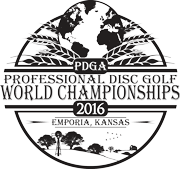 PDGA
PROFESSIONAL DISC GOLF
WORLD CHAMPIONSHIPS
2016
EMPORIA, KANSAS